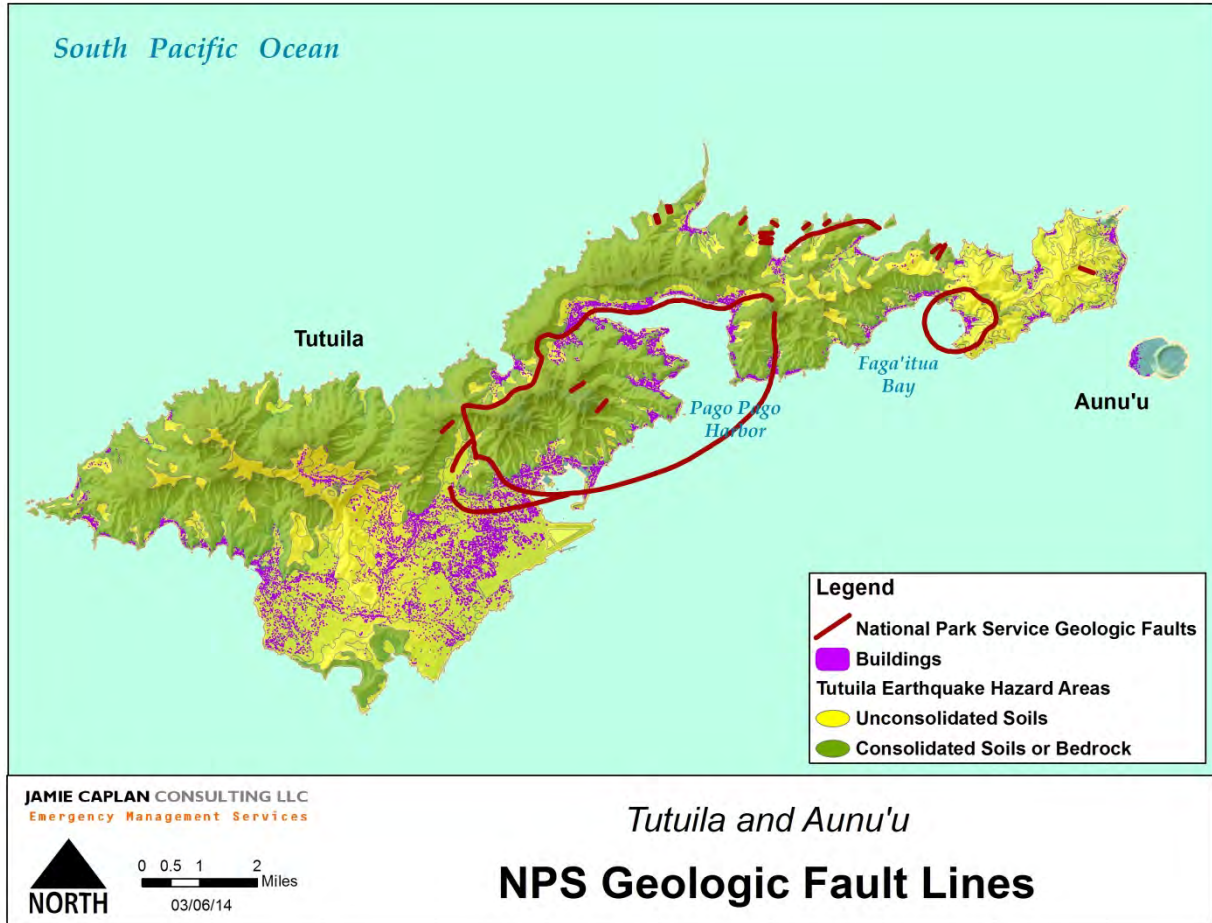 South Pacific Ocean
Tutuila
Faga'itua
Bay
Aunu'u
Pago Pago
Harbor
Legend
National Park Service Geologic Faults
Buildings
Tutuila Earthquake Hazard Areas
Unconsolidated Soils
Consolidated Soils or Bedrock
JAMIE CAPLAN CONSULTING LLC
Emergency Management Services
NORTH
0 0.5 1 2
Miles
03/06/14
Tutuila and Aunu'u
NPS Geologic Fault Lines